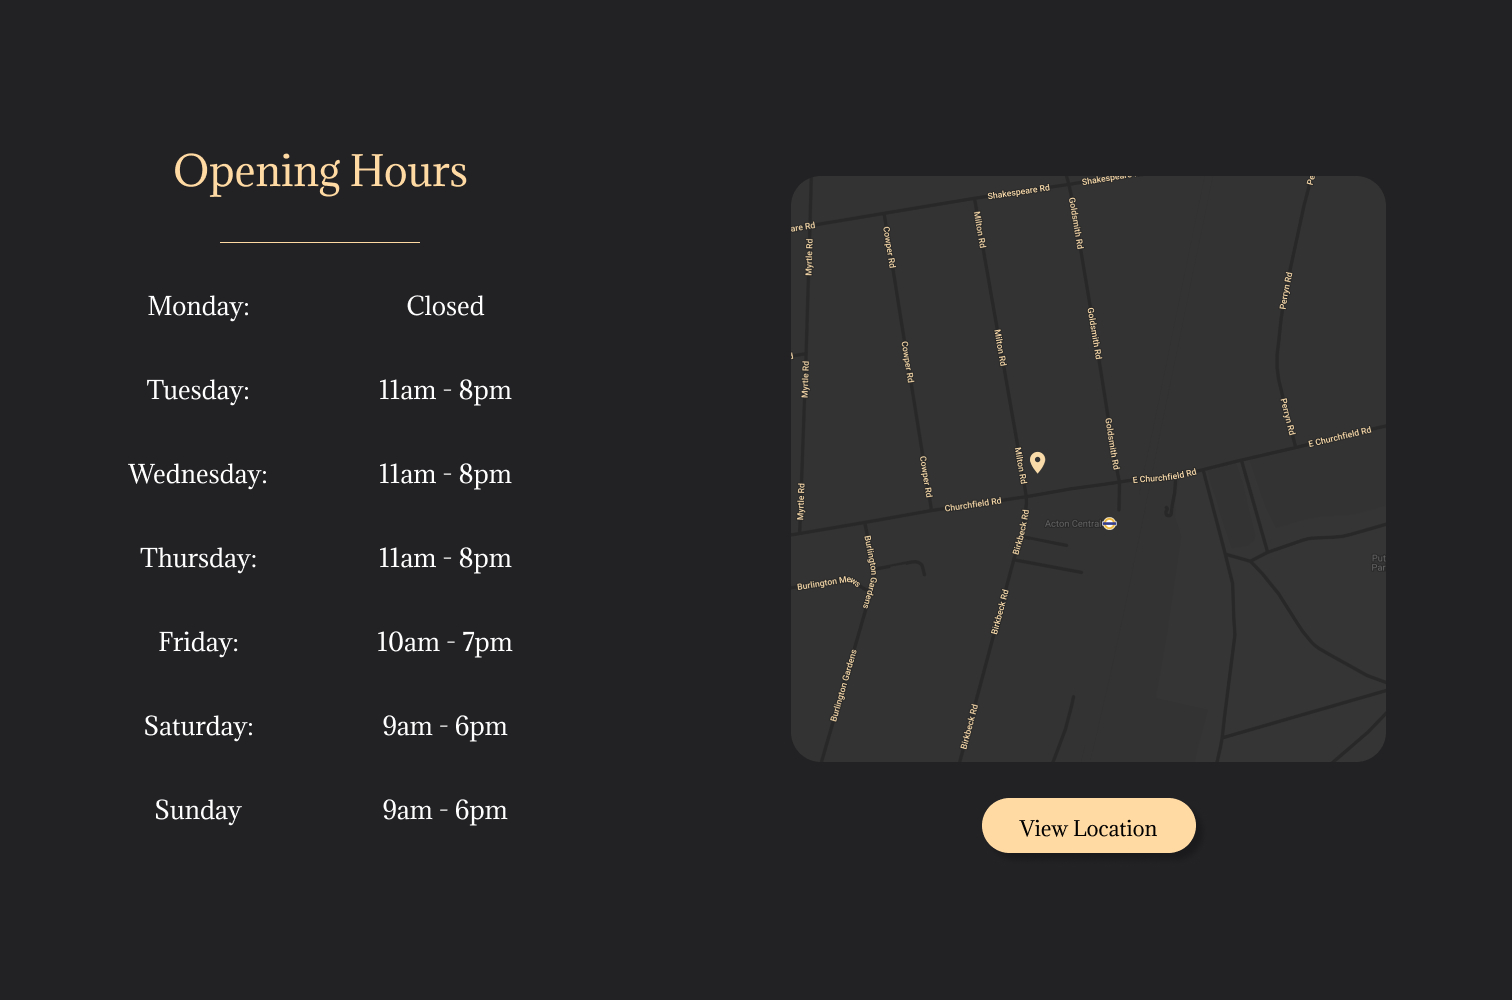 Opening Hours
Monday: Closed
Tuesday: 11am - 8pm
Wednesday: 11am - 8pm
Thursday: 11am - 8pm
Friday: 10am - 7pm
Saturday: 9am - 6pm
Sunday 9am - 6pm
Shakespeare Rd
Shakespeare
are Rd
Myrtle Rd
Cowper Rd
Milton Rd
Goldsmith Rd
Pe
Perryn Rd
Myrtle Rd
Cowper Rd
Milton Rd
Goldsmith Rd
Perryn Rd
Myrtle Rd
Cowper Rd
Milton Rd
Goldsmith Rd
E Churchfield Rd
E Churchfield Rd
Churchfield Rd
Acton Central
Birkbeck Rd
Burlington Gardens
Burlington Mews
Put
Par
Birkbeck Rd
Burlington Gardens
Birkbeck Rd
View Location